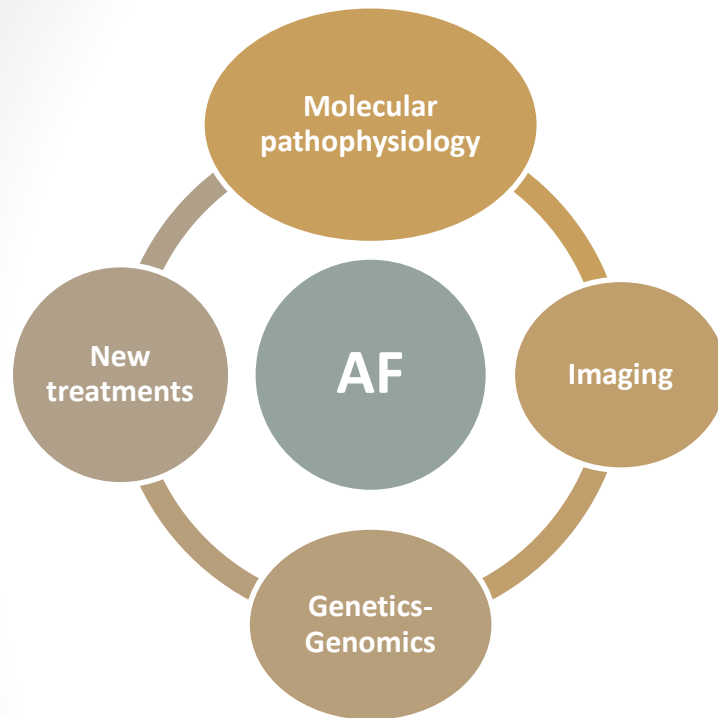 Molecular
pathophysiology
New
treatments
AF
Imaging
Genetics-
Genomics